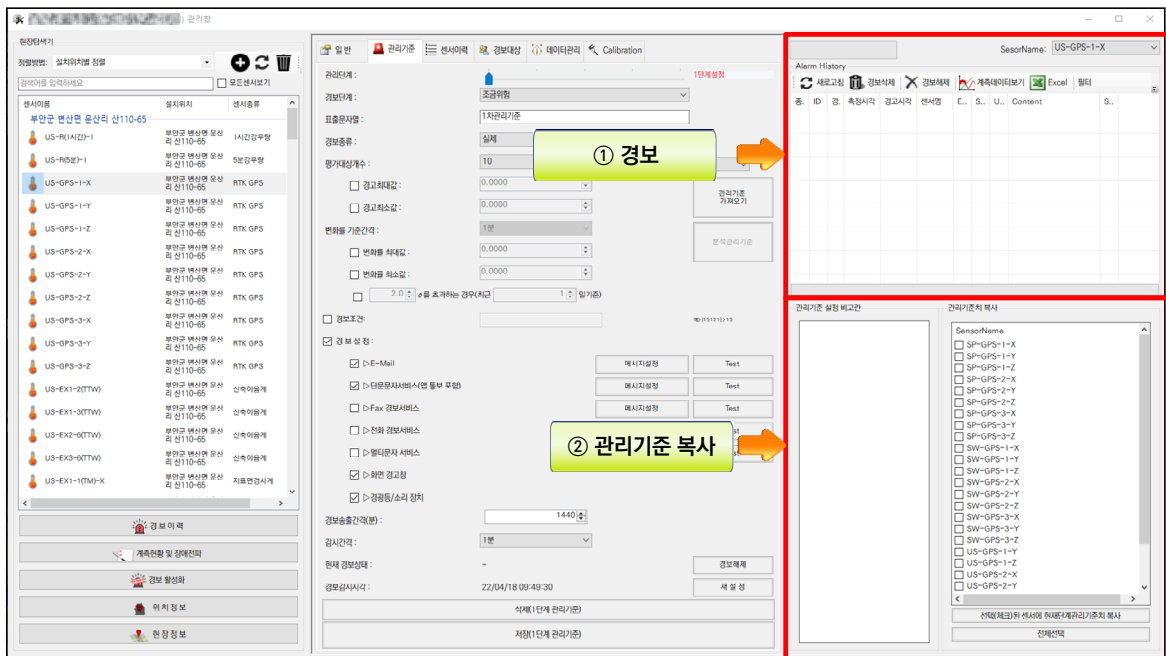 ) 관리창
현장탐색기
정렬방법: 설치위치별 정렬
검색어를 입력하세요
모든센서보기
센서이름 설치위치 센서종류
부안군 변산면 운산리 산110-65
US-R(1시간)-1 부안군 변산면 운산리 산110-65 1시간강우량
US-R(5분)-1 부안군 변산면 운산리 산110-65 5분강우량
US-GPS-1-X 부안군 변산면 운산리 산110-65 RTK GPS
US-GPS-1-Y 부안군 변산면 운산리 산110-65 RTK GPS
US-GPS-1-Z 부안군 변산면 운산리 산110-65 RTK GPS
US-GPS-2-X 부안군 변산면 운산리 산110-65 RTK GPS
US-GPS-2-Y 부안군 변산면 운산리 산110-65 RTK GPS
US-GPS-2-Z 부안군 변산면 운산리 산110-65 RTK GPS
US-GPS-3-X 부안군 변산면 운산리 산110-65 RTK GPS
US-GPS-3-Y 부안군 변산면 운산리 산110-65 RTK GPS
US-GPS-3-Z 부안군 변산면 운산리 산110-65 RTK GPS
US-EX1-2(TTW) 부안군 변산면 운산리 산110-65 신축이음계
US-EX1-3(TTW) 부안군 변산면 운산리 산110-65 신축이음계
US-EX2-6(TTW) 부안군 변산면 운산리 산110-65 신축이음계
US-EX3-6(TTW) 부안군 변산면 운산리 산110-65 신축이음계
US-EX1-1(TM)-X 부안군 변산면 운산리 산110-65 지표면경사계
경보이력
계측현황 및 장애전파
경보 활성화
위치정보
현장정보
일반 관리기준 센서이력 경보대상 데이터관리 Calibration
관리단계 : 1단계설정
경보단계 : 조금위험
표출문자열 : 1차관리기준
경보종류 : 실제
평가대상개수 : 10
경고최대값 : 0.0000
관리기준 가져오기
경고최소값 : 0.0000
변화률 기준간격 : 1분
분석관리기준
변화률 최대값 : 0.0000
변화률 최소값 : 0.0000
2.0 σ를 초과하는 경우(최근 1 일기준)
경보조건:
경보설정:
▷E-Mail 메시지설정 Test
▷단문문자서비스(앱 통부 포함) 메시지설정 Test
▷Fax 경보서비스 메시지설정 Test
▷전화 경보서비스
▷멀티문자 서비스
▷화면 경고창
▷경광등/소리 장치
경보송출간격(분) : 1440
감시간격 : 1분
현재 경보상태 : - 경보해제
경보감시시각 : 22/04/18 09:49:30 새설정
삭제(1단계 관리기준)
저장(1단계 관리기준)
① 경보
② 관리기준 복사
SesorName: US-GPS-1-X
Alarm History
새로고침 경보삭제 경보해제 계측데이터보기 Excel 필터
종. ID 경. 측정시각 경고시각 센서명 E... S... U... Content S...
관리기준 설정 비고란
관리기준치 복사
SensorName
SP-GPS-1-X
SP-GPS-1-Y
SP-GPS-1-Z
SP-GPS-2-X
SP-GPS-2-Y
SP-GPS-2-Z
SP-GPS-3-X
SP-GPS-3-Y
SP-GPS-3-Z
SW-GPS-1-X
SW-GPS-1-Y
SW-GPS-1-Z
SW-GPS-2-X
SW-GPS-2-Y
SW-GPS-2-Z
SW-GPS-3-X
SW-GPS-3-Y
SW-GPS-3-Z
US-GPS-1-Y
US-GPS-1-Z
US-GPS-2-X
US-GPS-2-Y
선택(체크)된 센서에 현재단계관리기준치 복사
전체선택